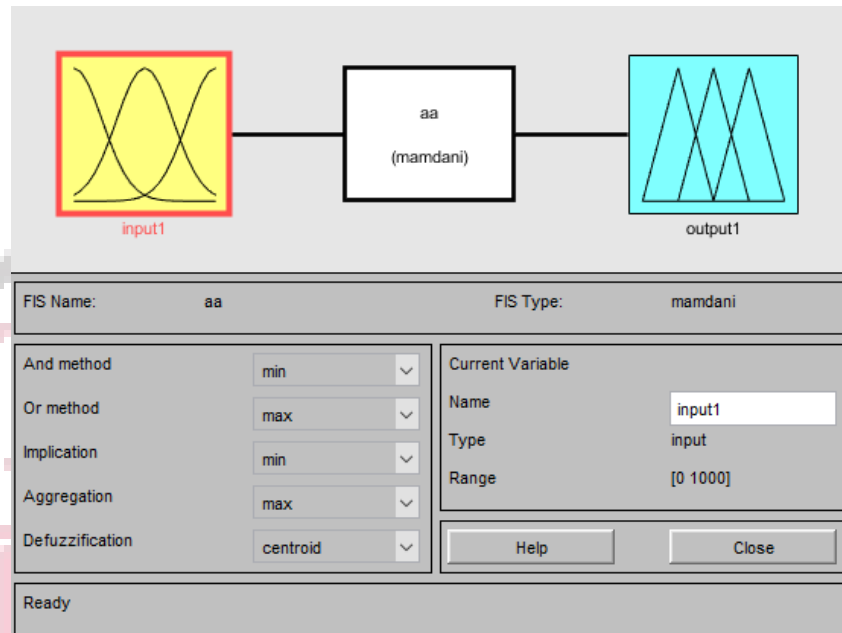 aa
(mamdani)
input1
output1
FIS Name: aa FIS Type: mamdani
And method min
Or method max
Implication min
Aggregation max
Defuzzification centroid
Current Variable
Name input1
Type input
Range [0 1000]
Help Close
Ready